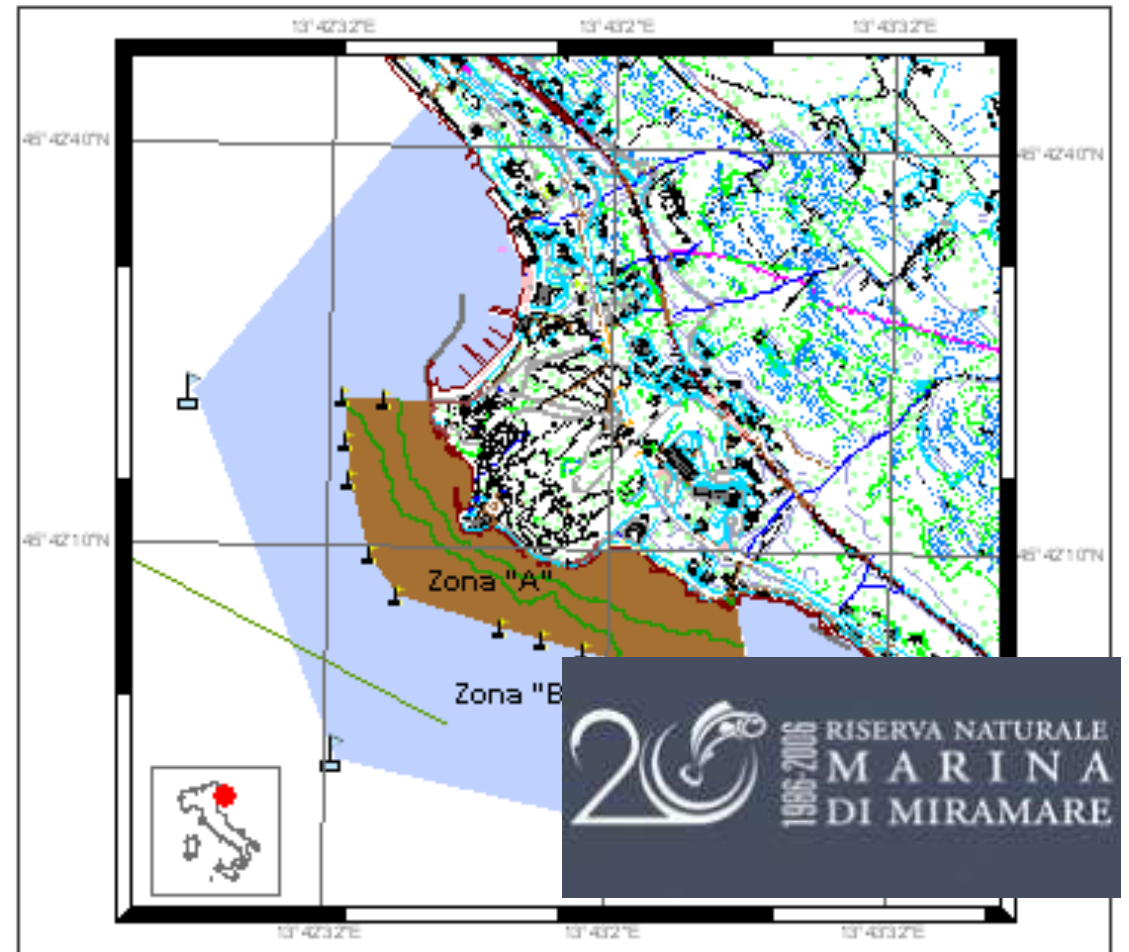 13°42'32"E 13°43'2"E 13°43'32"E
45°42'40"N 45°42'40"N
45°42'10"N 45°42'10"N
Zona "A"
Zona "B
20 1986-2006 RISERVA NATURALE
MARINA
DI MIRAMARE
13°42'32"E 13°43'2"E 13°43'32"E